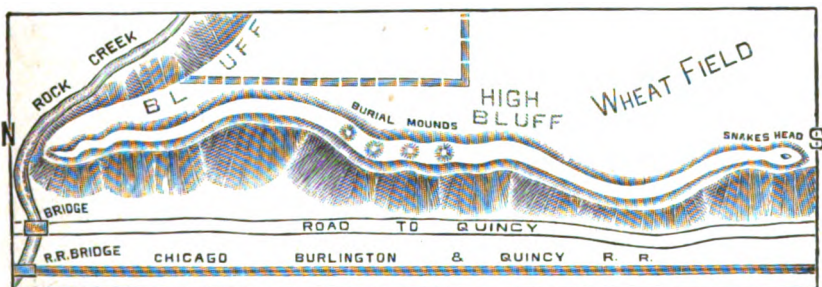 ROCK CREEK
BLUFF
BURIAL MOUNDS
HIGH
BLUFF
WHEAT FIELD
N
SNAKES HEAD
S
BRIDGE
ROAD TO QUINCY
R.R. BRIDGE
CHICAGO BURLINGTON & QUINCY R. R.